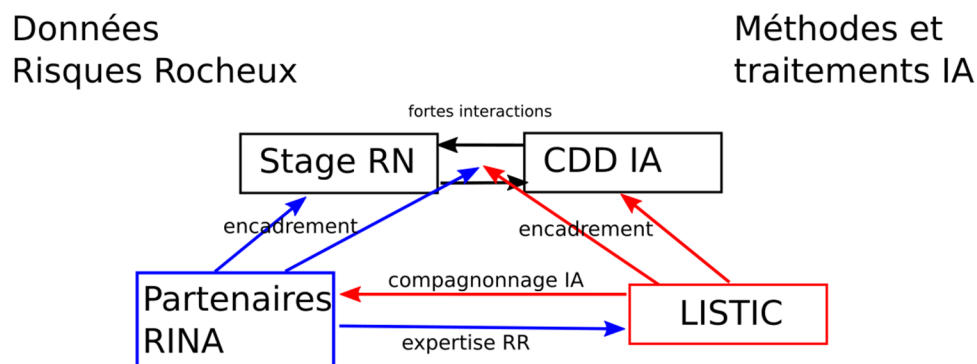 Données
Risques Rocheux
Méthodes et
traitements IA
fortes interactions
Stage RN
CDD IA
encadrement
encadrement
compagnonnage IA
Partenaires
RINA
LISTIC
expertise RR